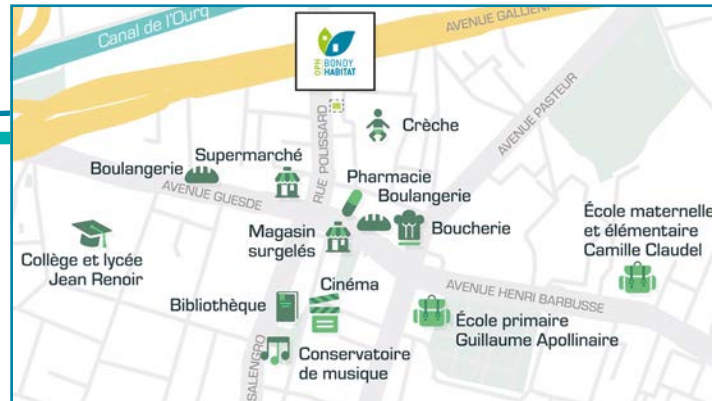 Canal de l'Ourq
AVENUE GALLIENI
OPH
BONDY
HABITAT
RUE POLISSARD
AVENUE PASTEUR
Crèche
Supermarché
Boulangerie
AVENUE GUESDE
Pharmacie
Boulangerie
Boucherie
Magasin
surgelés
École maternelle
et élémentaire
Camille Claudel
Collège et lycée
Jean Renoir
Cinéma
Bibliothèque
AVENUE HENRI BARBUSSE
École primaire
Guillaume Apollinaire
Conservatoire
de musique
SALENGRO